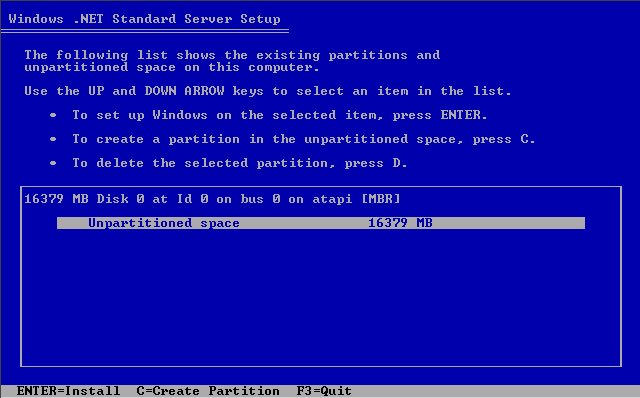 Windows .NET Standard Server Setup
The following list shows the existing partitions and
unpartitioned space on this computer.
Use the UP and DOWN ARROW keys to select an item in the list.
• To set up Windows on the selected item, press ENTER.
• To create a partition in the unpartitioned space, press C.
• To delete the selected partition, press D.
16379 MB Disk 0 at Id 0 on bus 0 on atapi [MBR]
Unpartitioned space 16379 MB
ENTER=Install C=Create Partition F3=Quit